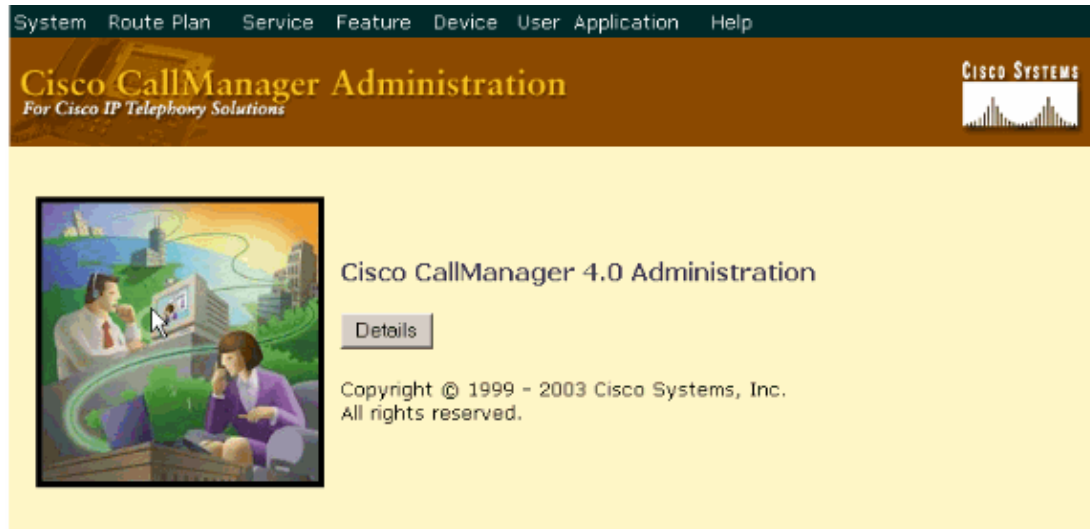 System Route Plan Service Feature Device User Application Help
Cisco CallManager Administration
For Cisco IP Telephony Solutions
CISCO SYSTEMS
Cisco CallManager 4.0 Administration
Details
Copyright © 1999 - 2003 Cisco Systems, Inc.
All rights reserved.